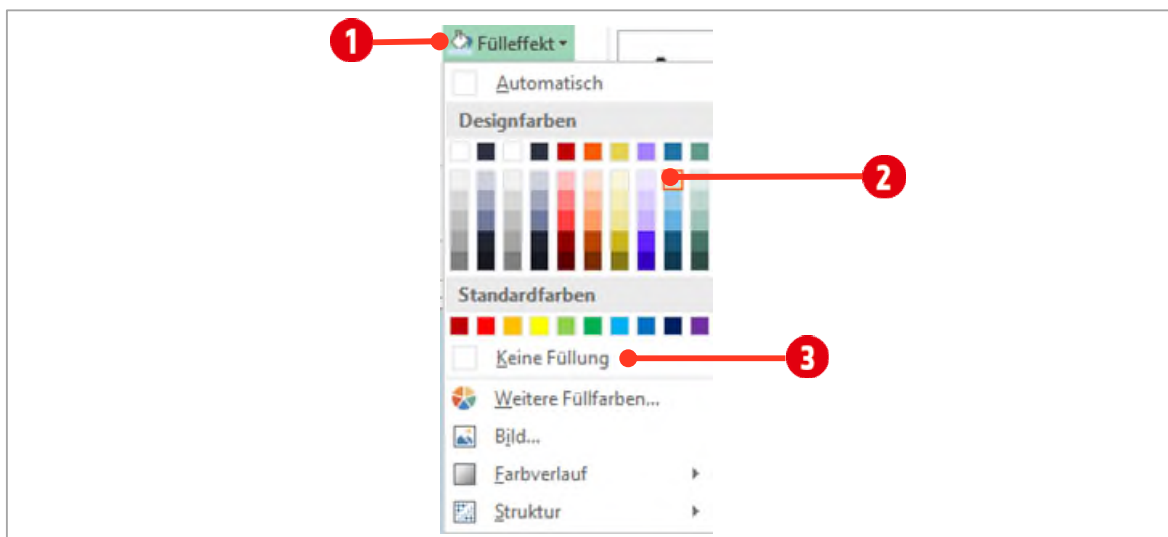 1
Fülleffekt
Automatisch
Designfarben
2
Standardfarben
Keine Füllung
3
Weitere Füllfarben...
Bild...
Farbverlauf
Struktur